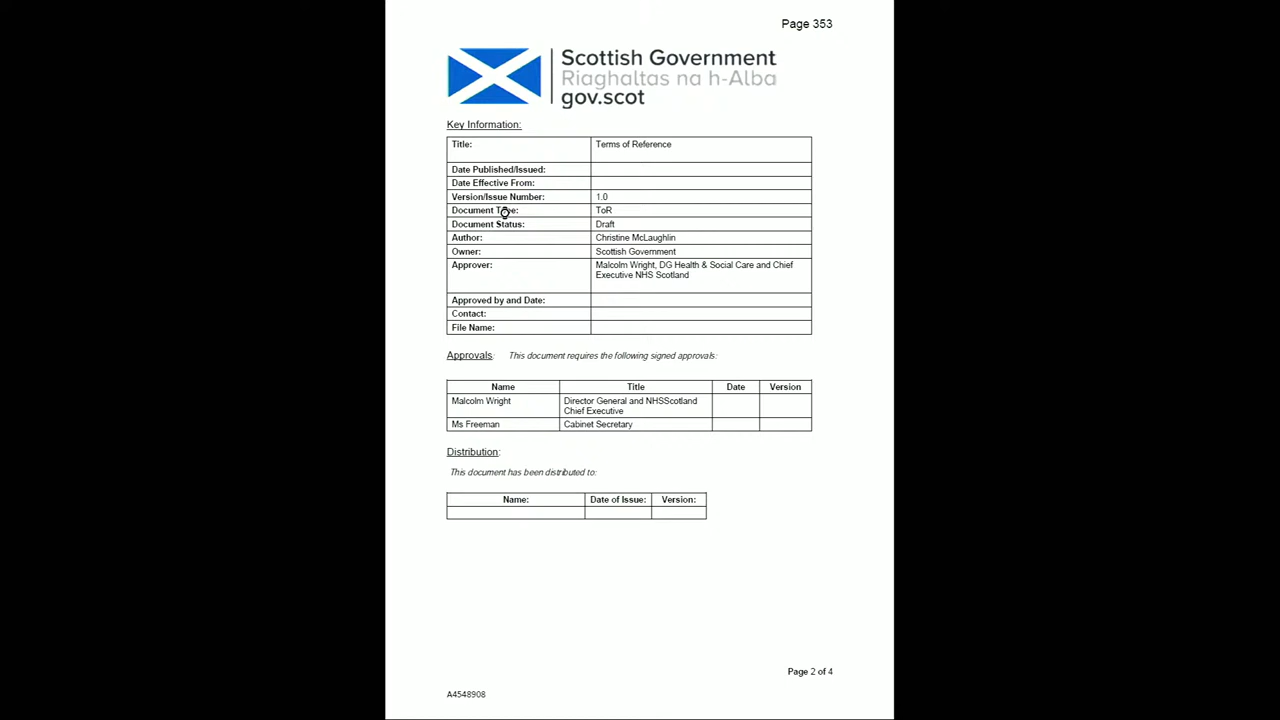 Page 353
Scottish Government
Riaghaltas na h-Alba
gov.scot
Key Information:
Title: Terms of Reference
Date Published/Issued:
Date Effective From:
Version/Issue Number: 1.0
Document Type: ToR
Document Status: Draft
Author: Christine McLaughlin
Owner: Scottish Government
Approver: Malcolm Wright, DG Health & Social Care and Chief
Executive NHS Scotland
Approved by and Date:
Contact:
File Name:
Approvals: This document requires the following signed approvals:
Name Title Date Version
Malcolm Wright Director General and NHSScotland
Chief Executive
Ms Freeman Cabinet Secretary
Distribution:
This document has been distributed to:
Name: Date of Issue: Version:
Page 2 of 4
A4548908